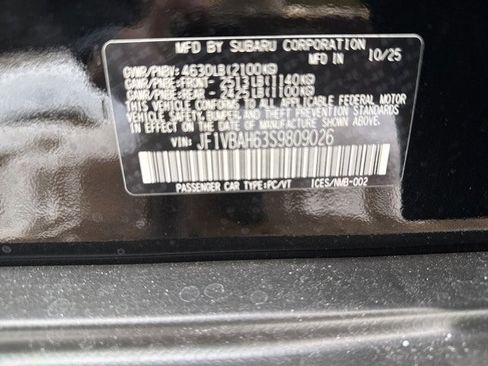 MFD BY SUBARU CORPORATION
MFD IN 10/25
GVWR/PNBV: 4630LB(2100KG)
GAWR/PNBE:FRONT - 2513LB(1140KG)
GAWR/PNBE:REAR - 2425LB(1100KG)
THIS VEHICLE CONFORMS TO ALL APPLICABLE FEDERAL MOTOR
VEHICLE SAFETY, BUMPER, AND THEFT PREVENTION STANDARDS
IN EFFECT ON THE DATE OF MANUFACTURE SHOWN ABOVE.
VIN: JF1VBAH63S9809026
PASSENGER CAR TYPE:PC/VT ICES/NMB-002